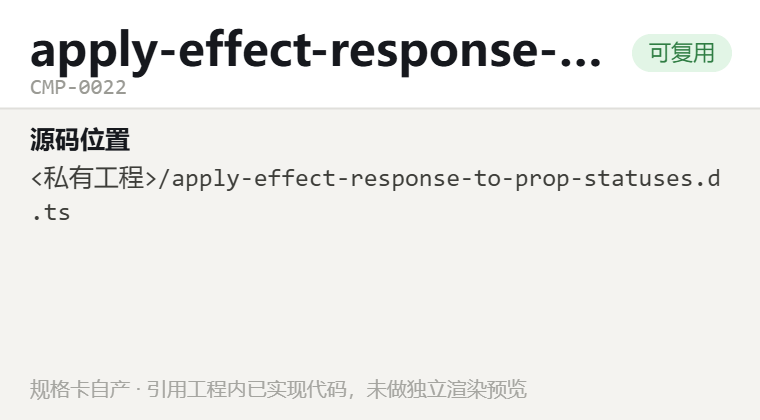 apply-effect-response-...
可复用
CMP-0022
源码位置
<私有工程>/apply-effect-response-to-prop-statuses.d
.ts
规格卡自产 · 引用工程内已实现代码，未做独立渲染预览